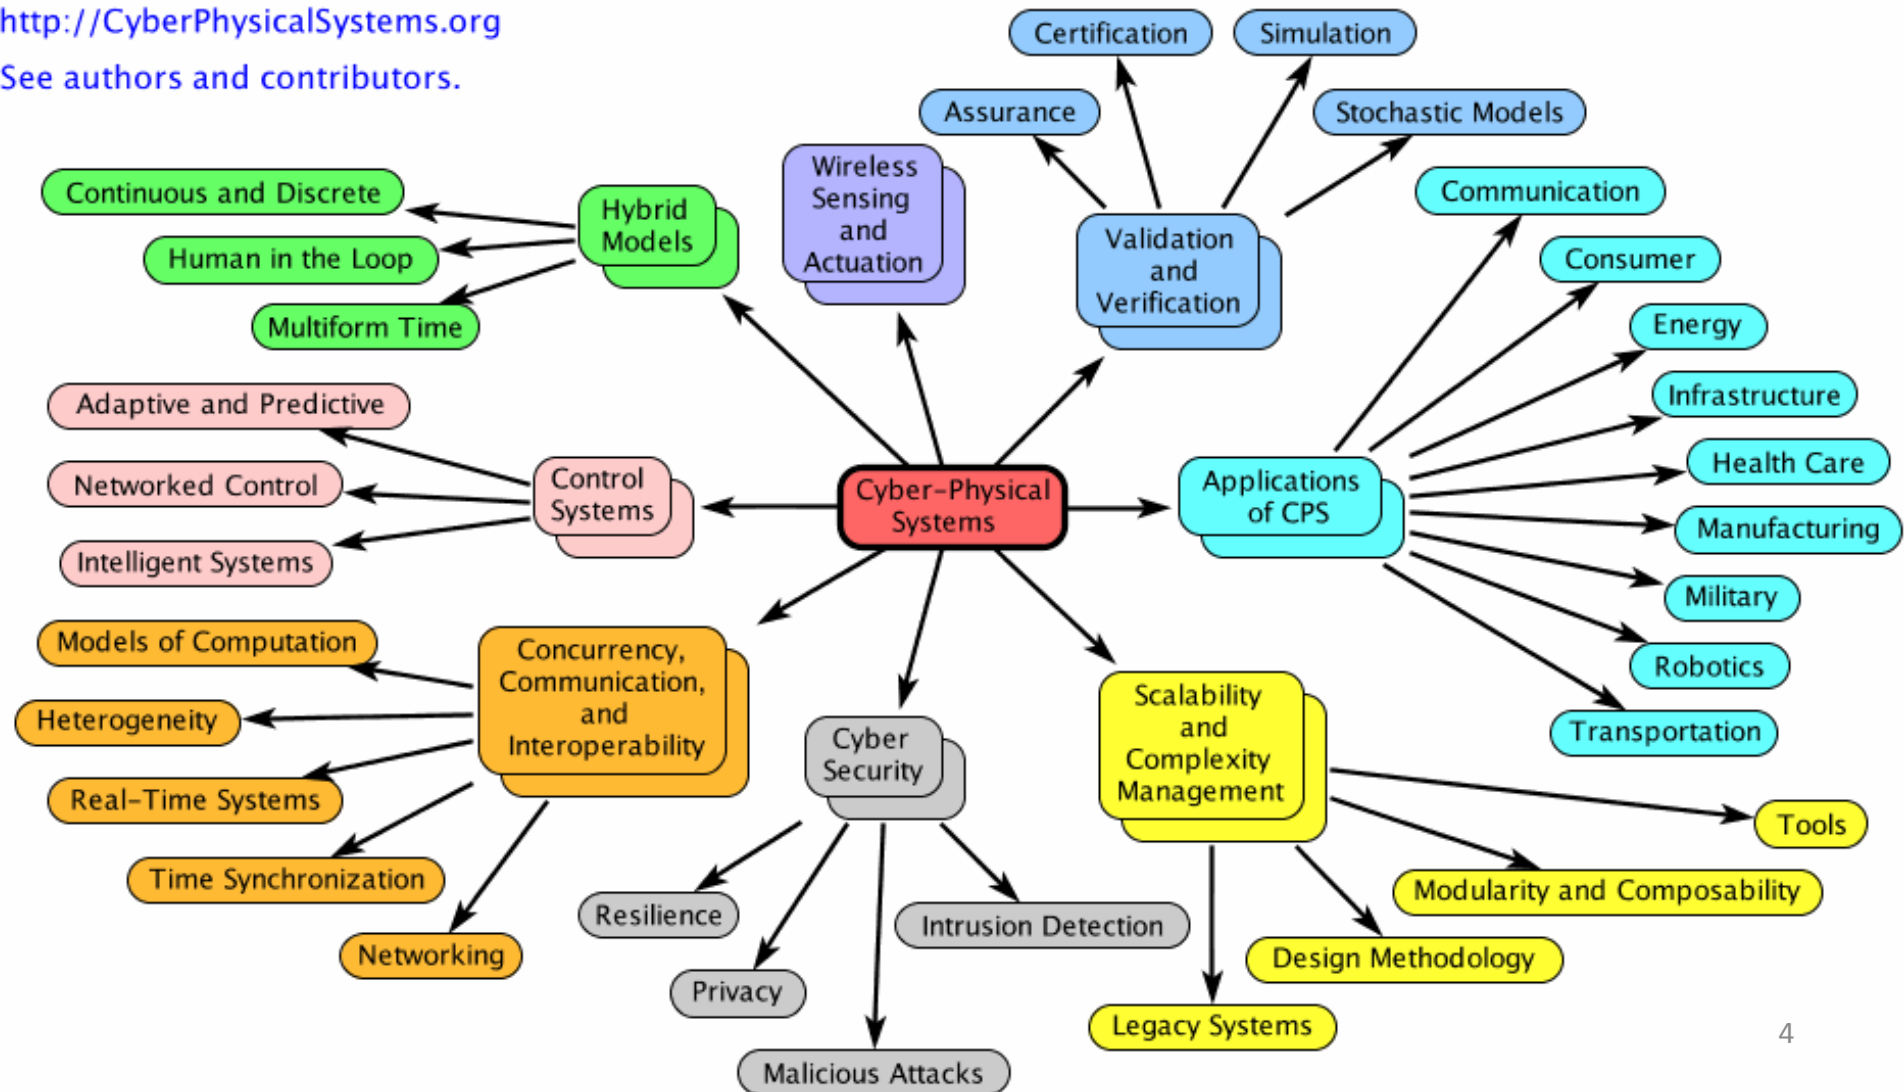 http://CyberPhysicalSystems.org
See authors and contributors.
Certification
Simulation
Assurance
Stochastic Models
Wireless
Sensing
and
Actuation
Validation
and
Verification
Hybrid
Models
Continuous and Discrete
Human in the Loop
Multiform Time
Communication
Consumer
Energy
Infrastructure
Health Care
Manufacturing
Military
Robotics
Transportation
Applications
of CPS
Cyber-Physical
Systems
Control
Systems
Adaptive and Predictive
Networked Control
Intelligent Systems
Concurrency,
Communication,
and
Interoperability
Models of Computation
Heterogeneity
Real-Time Systems
Time Synchronization
Networking
Cyber
Security
Resilience
Privacy
Malicious Attacks
Intrusion Detection
Scalability
and
Complexity
Management
Tools
Modularity and Composability
Design Methodology
Legacy Systems
4